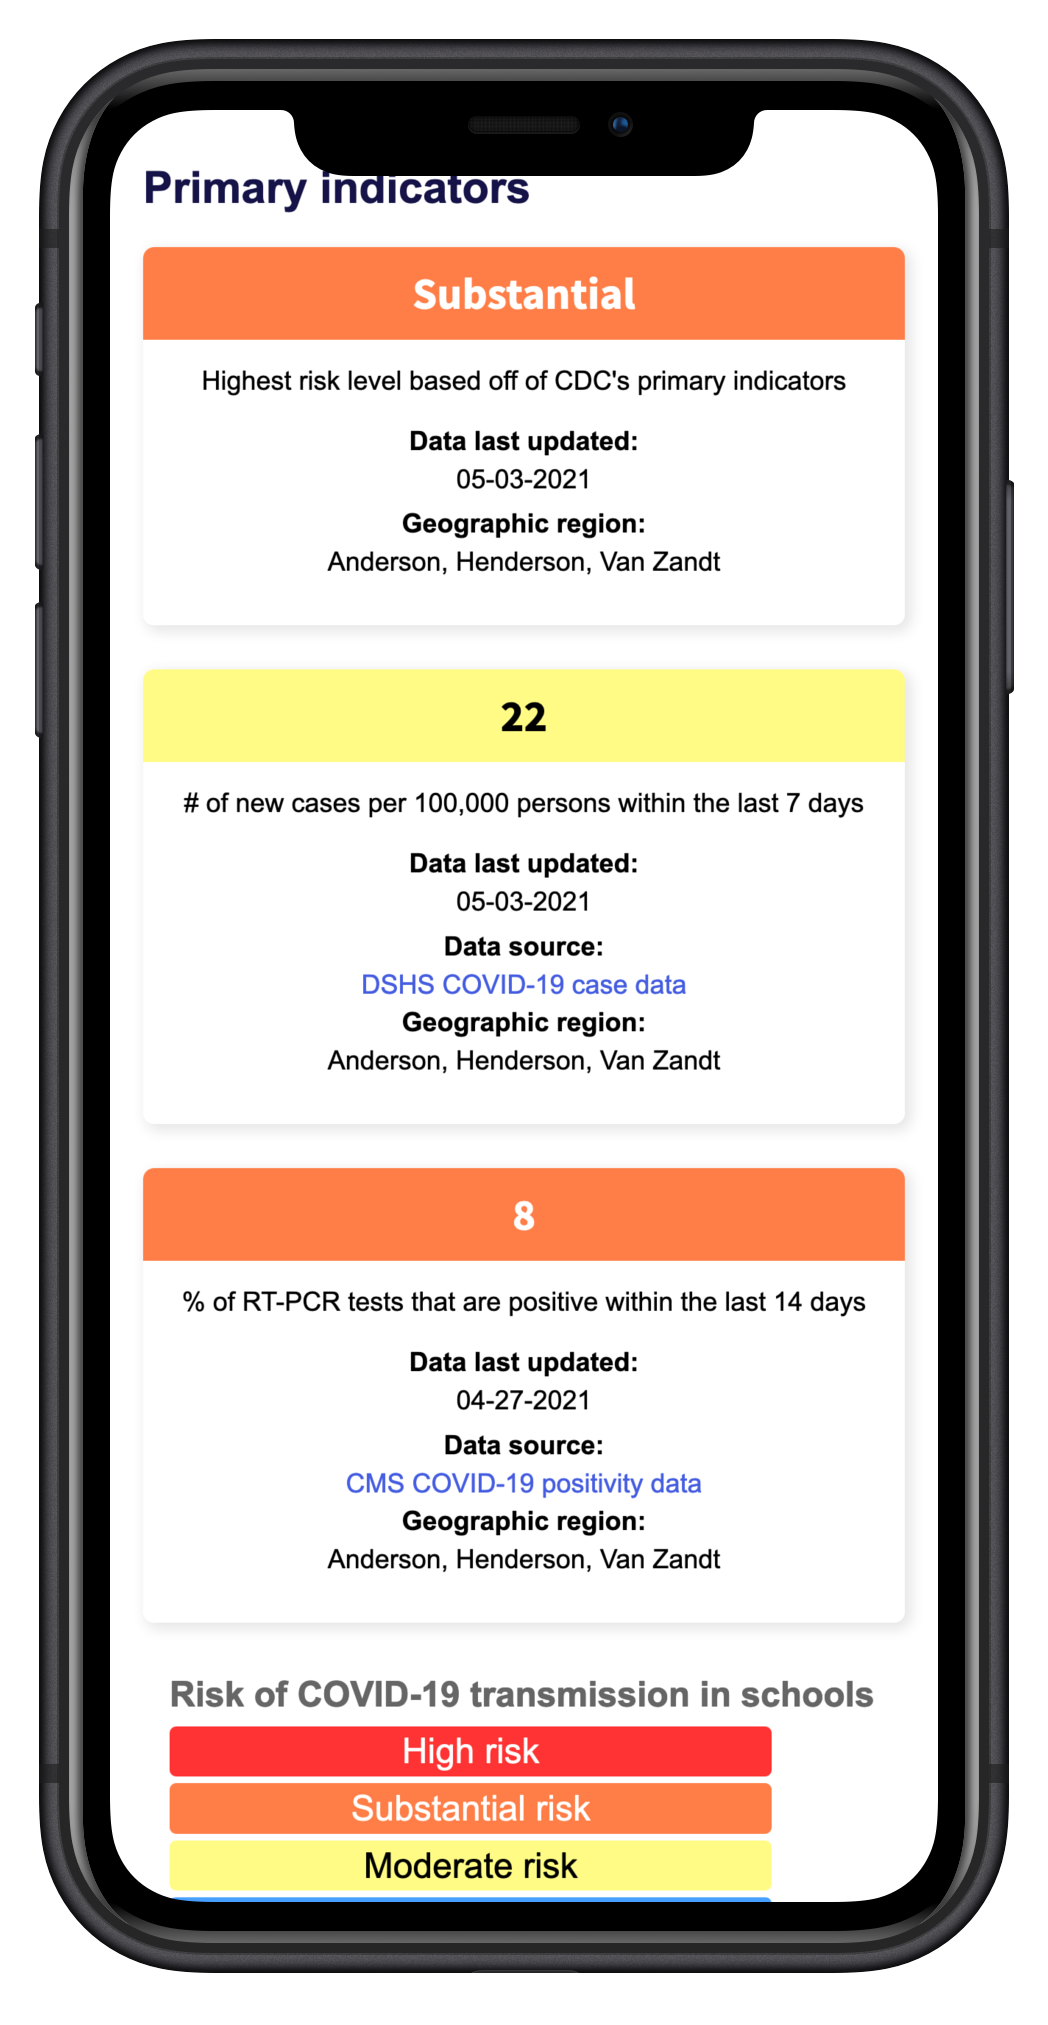 Primary indicators
Substantial
Highest risk level based off of CDC's primary indicators
Data last updated:
05-03-2021
Geographic region:
Anderson, Henderson, Van Zandt
22
# of new cases per 100,000 persons within the last 7 days
Data last updated:
05-03-2021
Data source:
DSHS COVID-19 case data
Geographic region:
Anderson, Henderson, Van Zandt
8
% of RT-PCR tests that are positive within the last 14 days
Data last updated:
04-27-2021
Data source:
CMS COVID-19 positivity data
Geographic region:
Anderson, Henderson, Van Zandt
Risk of COVID-19 transmission in schools
High risk
Substantial risk
Moderate risk